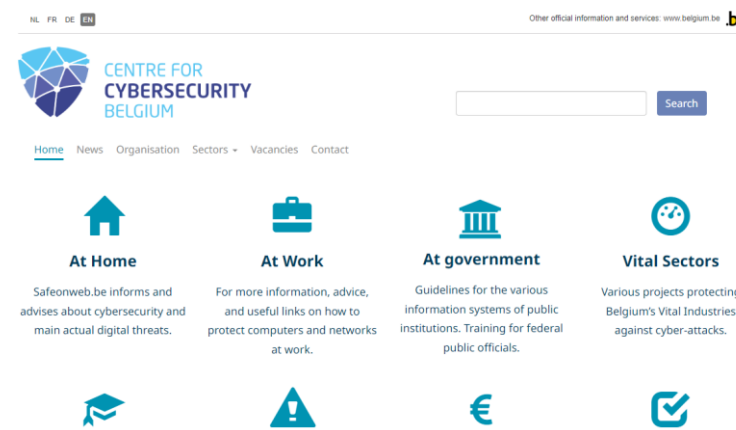 NL FR DE EN
Other official information and services: www.belgium.be
CENTRE FOR
CYBERSECURITY
BELGIUM
Search
Home News Organisation Sectors Vacancies Contact
At Home
Safeonweb.be informs and
advises about cybersecurity and
main actual digital threats.
At Work
For more information, advice,
and useful links on how to
protect computers and networks
at work.
At government
Guidelines for the various
information systems of public
institutions. Training for federal
public officials.
Vital Sectors
Various projects protecting
Belgium's Vital Industries
against cyber-attacks.
€